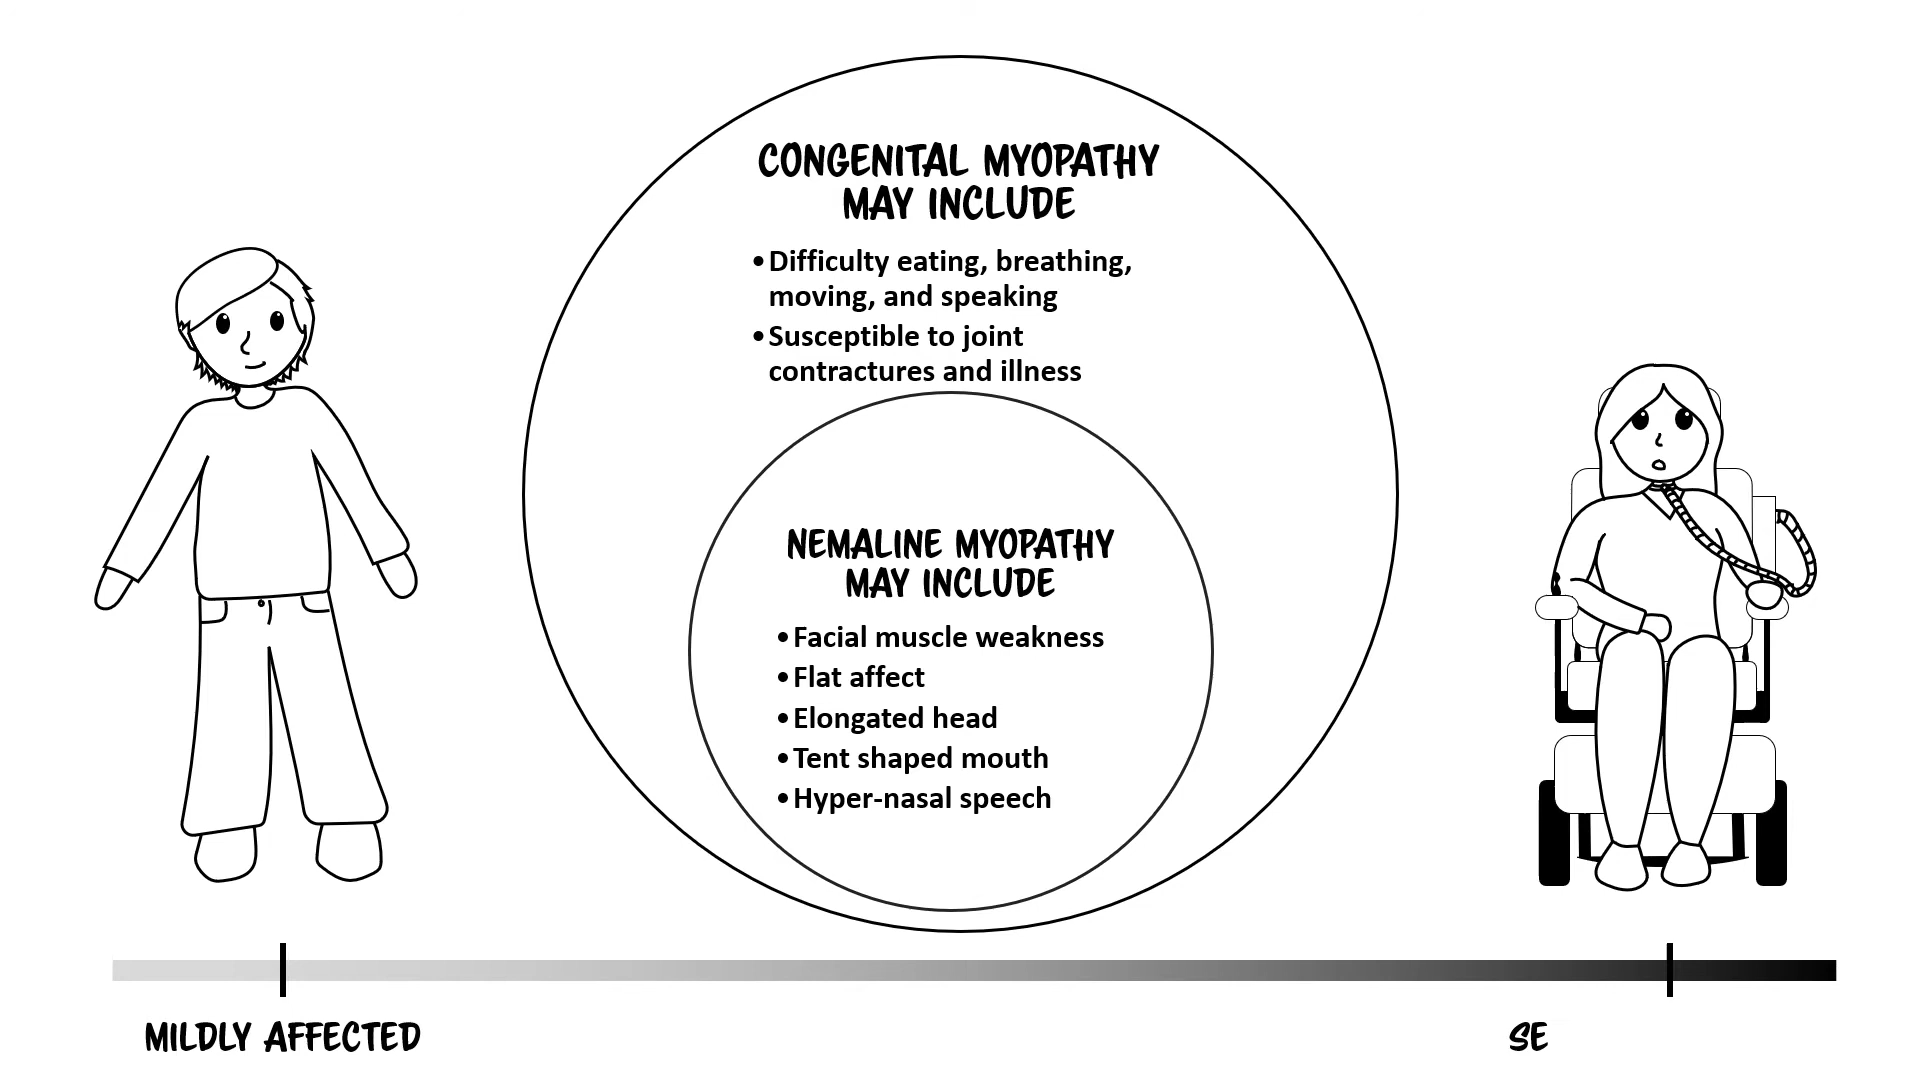 CONGENITAL MYOPATHY
MAY INCLUDE
•Difficulty eating, breathing,
moving, and speaking
•Susceptible to joint
contractures and illness
NEMALINE MYOPATHY
MAY INCLUDE
•Facial muscle weakness
•Flat affect
•Elongated head
•Tent shaped mouth
•Hyper-nasal speech
MILDLY AFFECTED
SE